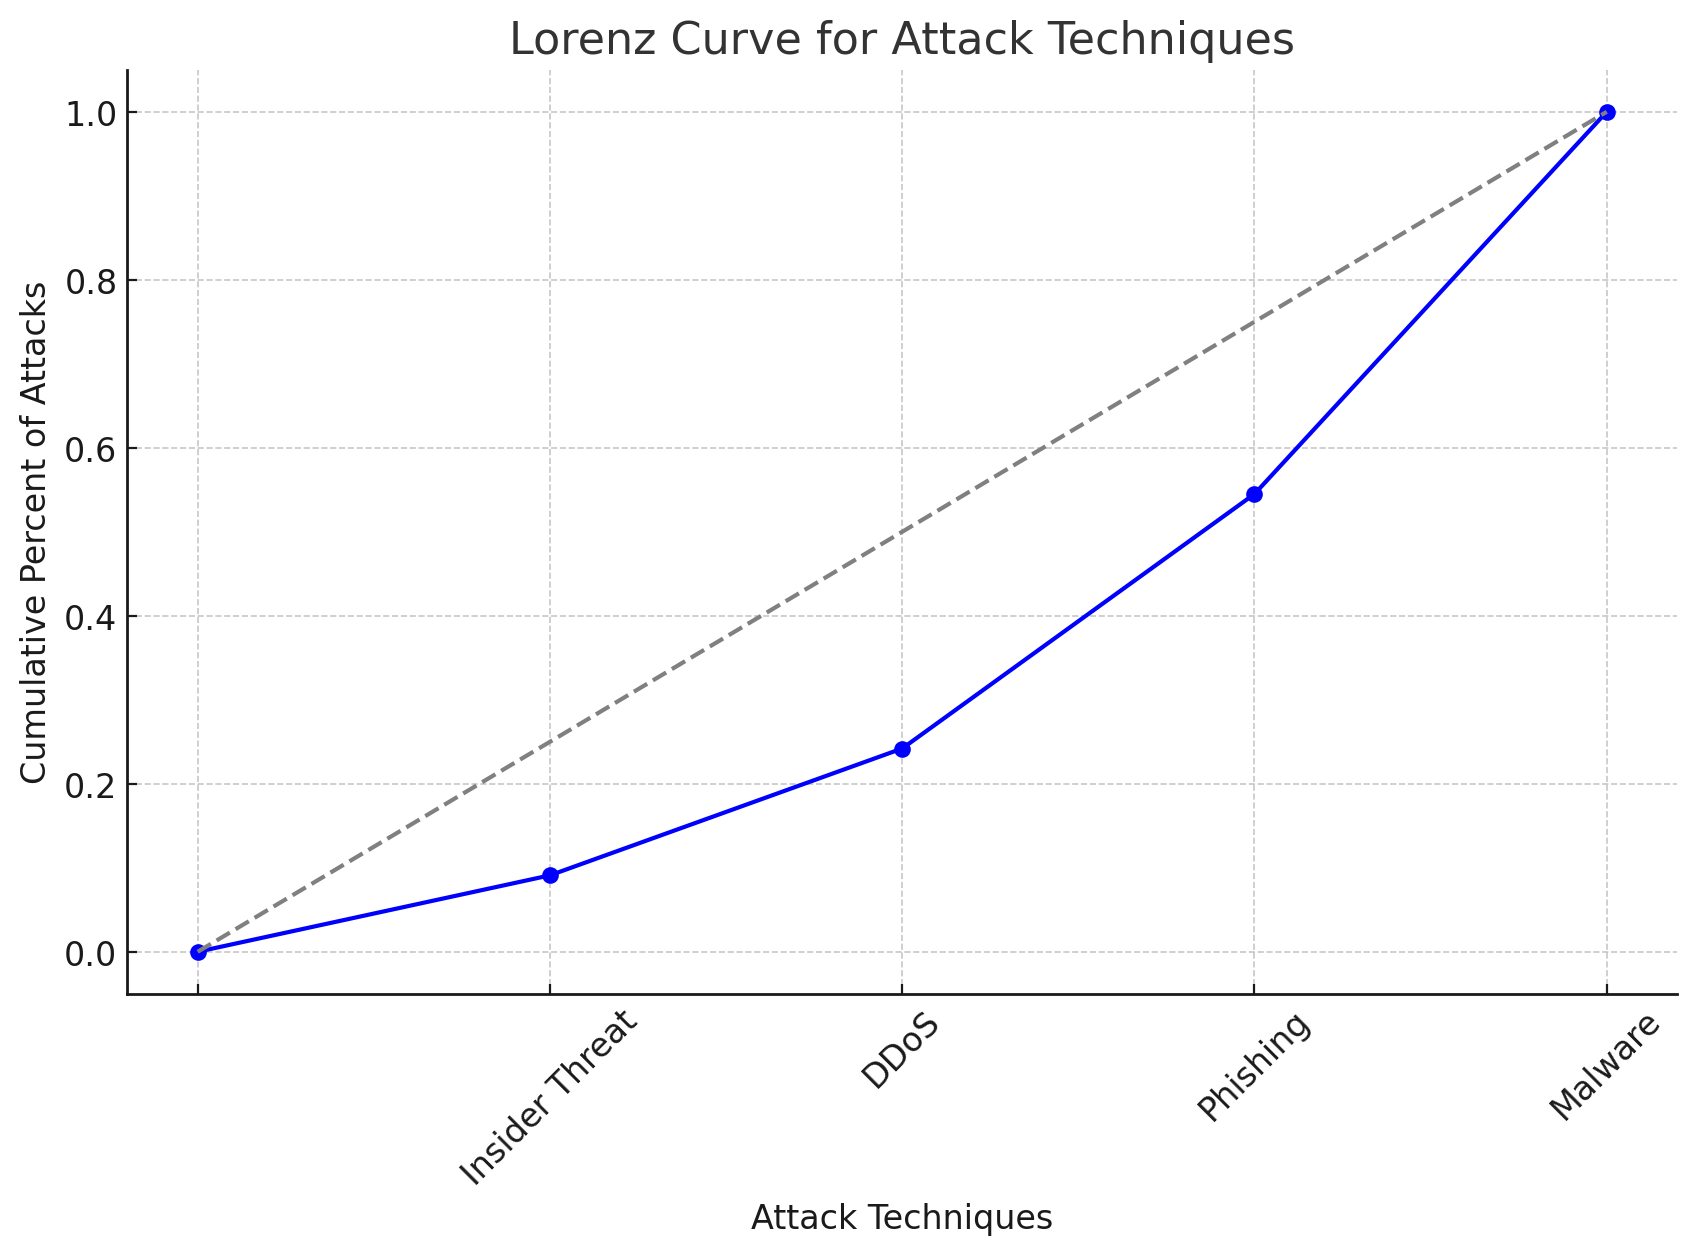 Lorenz Curve for Attack Techniques
Cumulative Percent of Attacks
1.0
0.8
0.6
0.4
0.2
0.0
Insider Threat
DDoS
Phishing
Malware
Attack Techniques